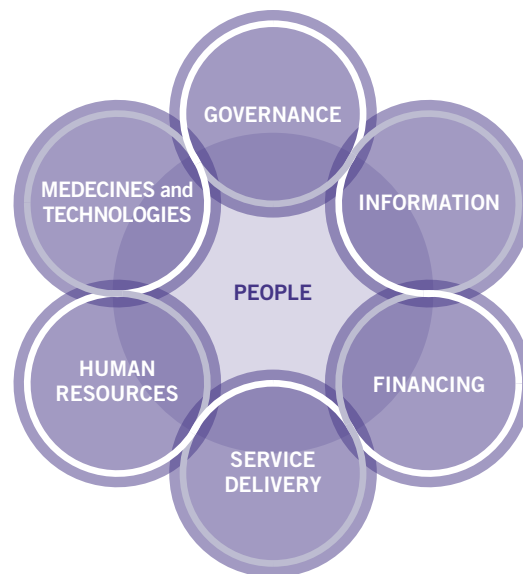 GOVERNANCE
MEDECINES and
TECHNOLOGIES
INFORMATION
PEOPLE
HUMAN
RESOURCES
FINANCING
SERVICE
DELIVERY